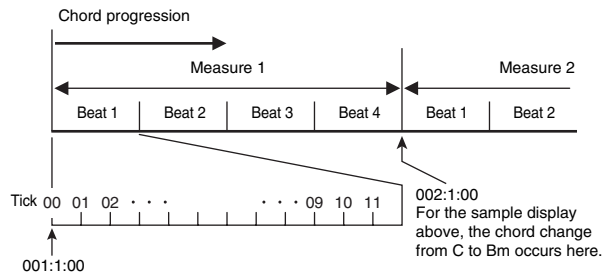 Chord progression
Measure 1
Measure 2
Beat 1
Beat 2
Beat 3
Beat 4
Beat 1
Beat 2
Tick 00 01 02 · · · · · · 09 10 11
001:1:00
002:1:00
For the sample display
above, the chord change
from C to Bm occurs here.